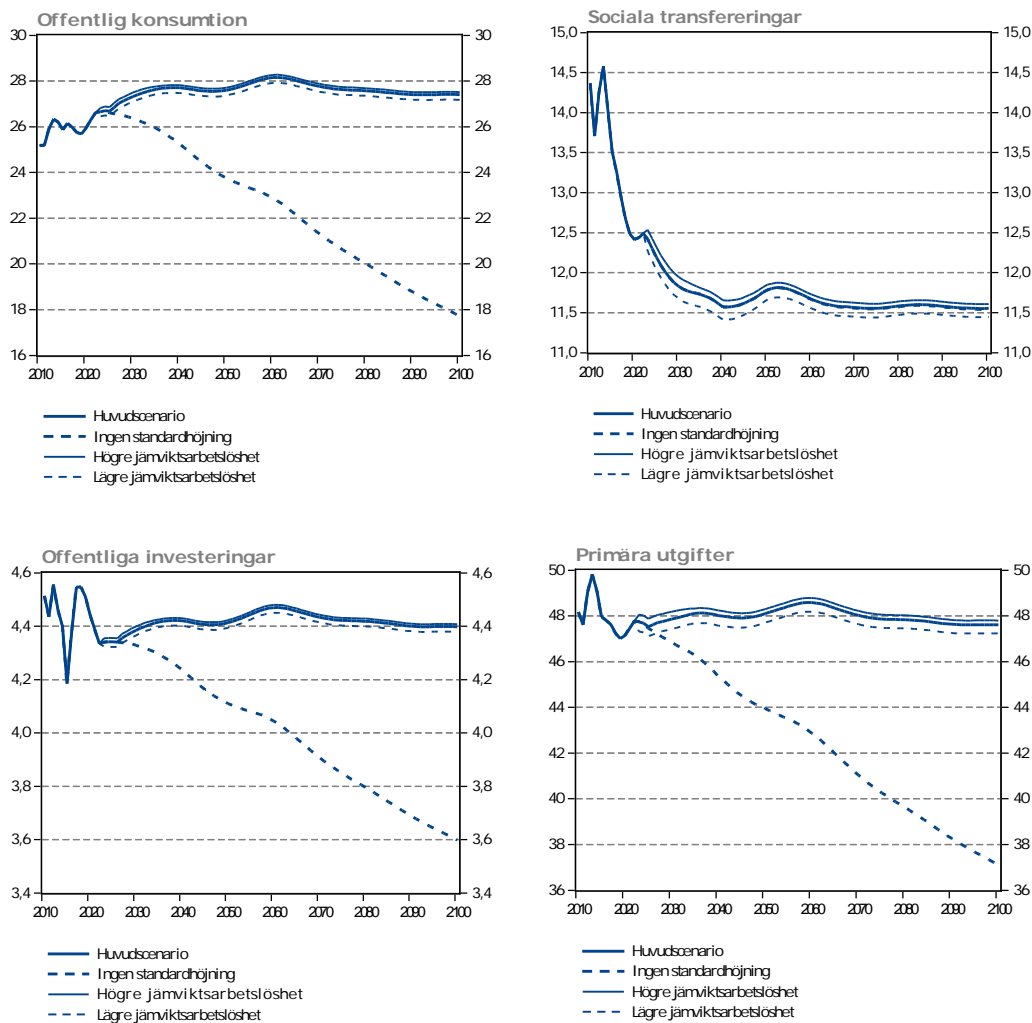 Offentlig konsumtion
30 30
28 28
26 26
24 24
22 22
20 20
18 18
16 16
2010 2020 2030 2040 2050 2060 2070 2080 2090 2100
Huvudscenario
Ingen standardhöjning
Högre jämviktsarbetslöshet
Lägre jämviktsarbetslöshet
Sociala transfereringar
15,0 15,0
14,5 14,5
14,0 14,0
13,5 13,5
13,0 13,0
12,5 12,5
12,0 12,0
11,5 11,5
11,0 11,0
2010 2020 2030 2040 2050 2060 2070 2080 2090 2100
Huvudscenario
Ingen standardhöjning
Högre jämviktsarbetslöshet
Lägre jämviktsarbetslöshet
Offentliga investeringar
4,6 4,6
4,4 4,4
4,2 4,2
4,0 4,0
3,8 3,8
3,6 3,6
3,4 3,4
2010 2020 2030 2040 2050 2060 2070 2080 2090 2100
Huvudscenario
Ingen standardhöjning
Högre jämviktsarbetslöshet
Lägre jämviktsarbetslöshet
Primära utgifter
50 50
48 48
46 46
44 44
42 42
40 40
38 38
36 36
2010 2020 2030 2040 2050 2060 2070 2080 2090 2100
Huvudscenario
Ingen standardhöjning
Högre jämviktsarbetslöshet
Lägre jämviktsarbetslöshet